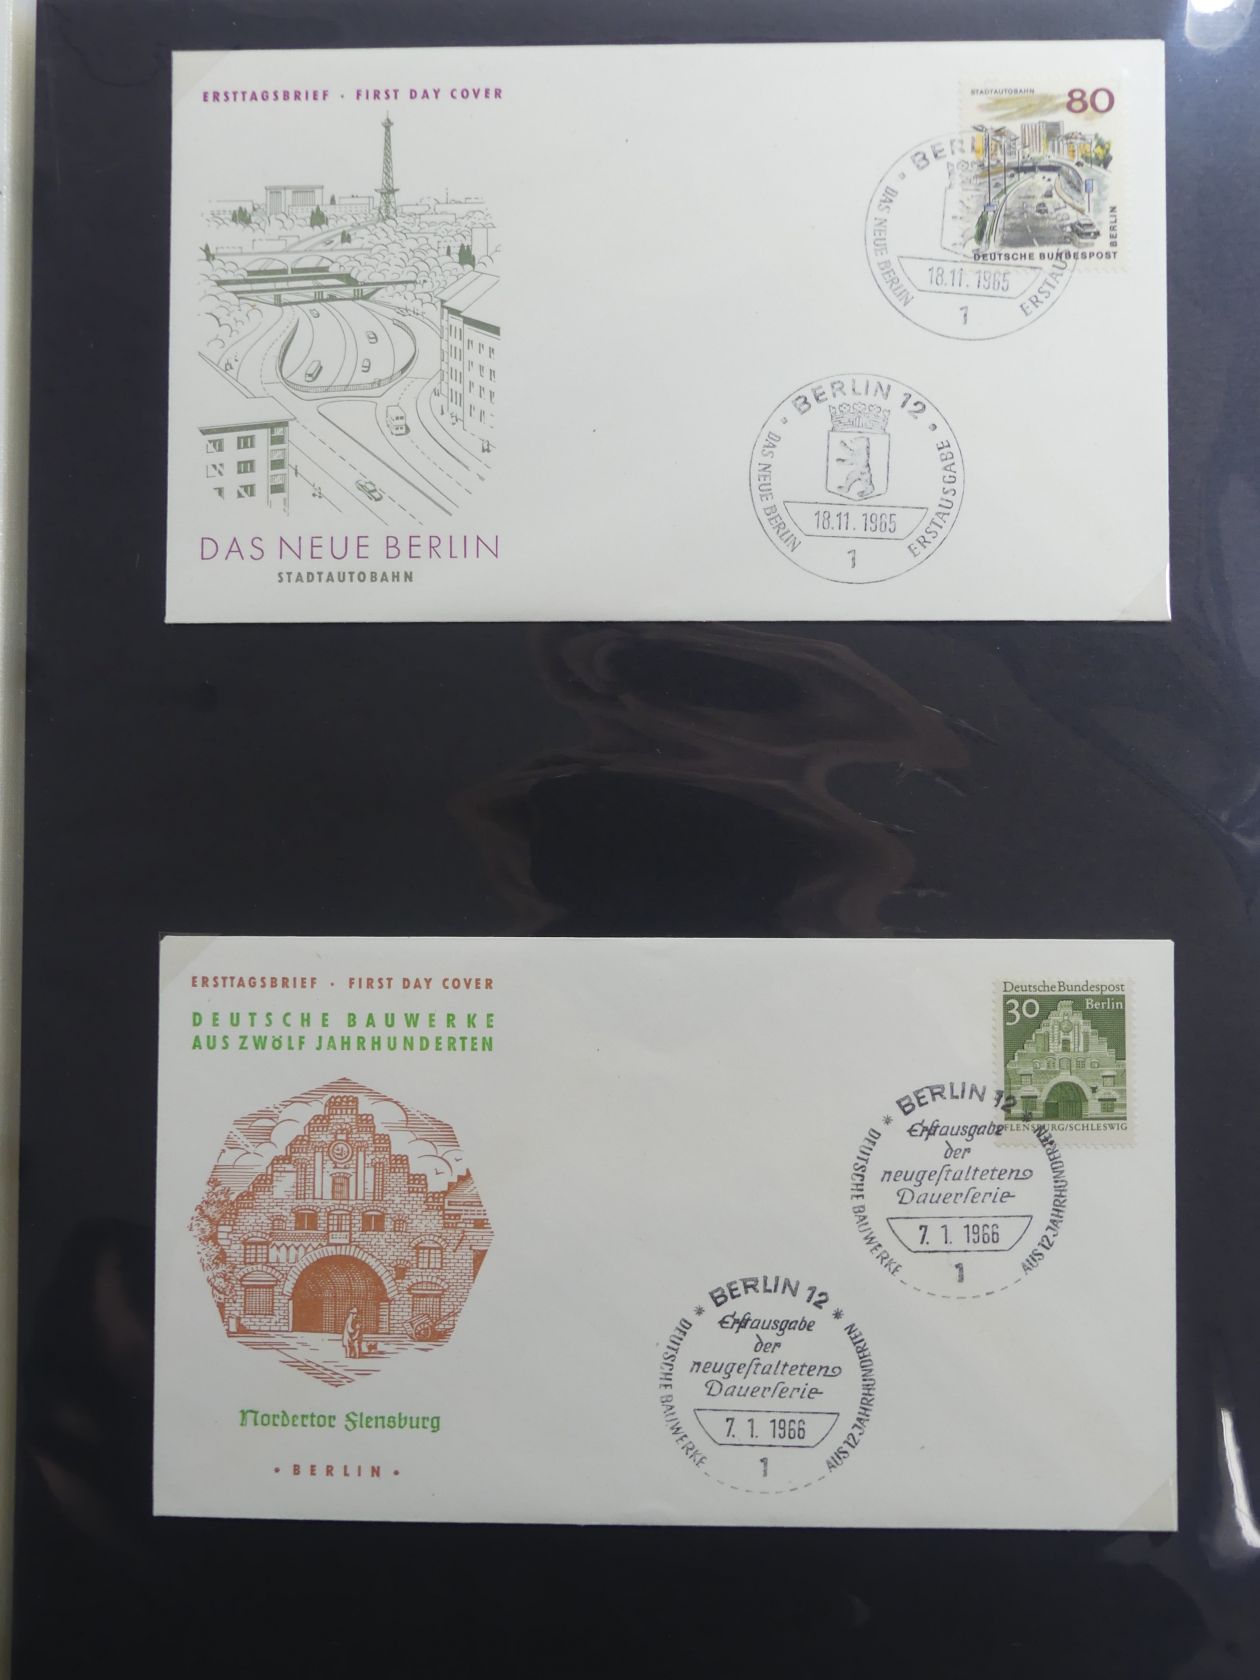 ERSTTAGSBRIEF · FIRST DAY COVER
STADTAUTOBAHN
80
BERLIN
DEUTSCHE BUNDESPOST
DAS NEUE BERLIN
18.11.1965
1
BERLIN 12
DAS NEUE BERLIN
ERSTAUSGABE
18.11.1965
1
DAS NEUE BERLIN
STADTAUTOBAHN
ERSTTAGSBRIEF · FIRST DAY COVER
DEUTSCHE BAUWERKE
AUS ZWÖLF JAHRHUNDERTEN
Deutsche Bundespost
30 Berlin
FLENSBURG/SCHLESWIG
BERLIN 12
Erstausgabe
der
neugestalteten
Dauerserie
DEUTSCHE BAUWERKE
AUS 12 JAHRHUNDERTEN
7. 1. 1966
1
BERLIN 12
Erstausgabe
der
neugestalteten
Dauerserie
DEUTSCHE BAUWERKE
AUS 12 JAHRHUNDERTEN
7. 1. 1966
1
Nordertor Flensburg
· BERLIN ·